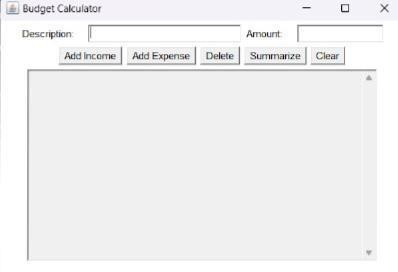 Budget Calculator
Description: Amount:
Add Income Add Expense Delete Summarize Clear